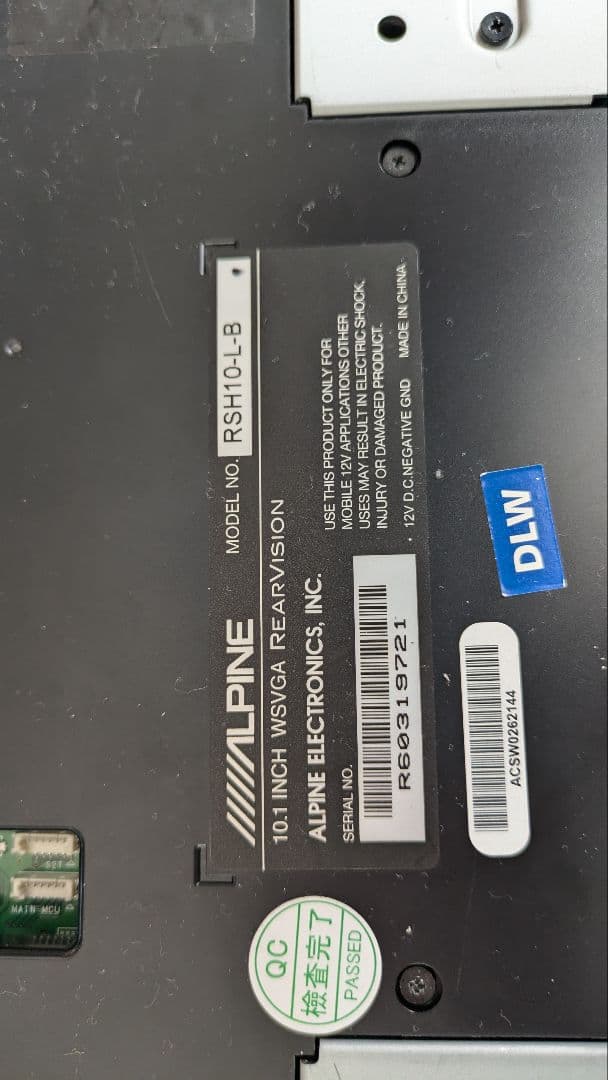 ALPINE MODEL NO. RSH10-L-B
10.1 INCH WSVGA REARVISION
ALPINE ELECTRONICS, INC.
SERIAL NO.
R60319721
USE THIS PRODUCT ONLY FOR
MOBILE 12V APPLICATIONS OTHER
USES MAY RESULT IN ELECTRIC SHOCK,
INJURY OR DAMAGED PRODUCT.
• 12V D.C.NEGATIVE GND MADE IN CHINA
DLW
ACSW0262144
QC
檢査完了
PASSED
MAIN MCU